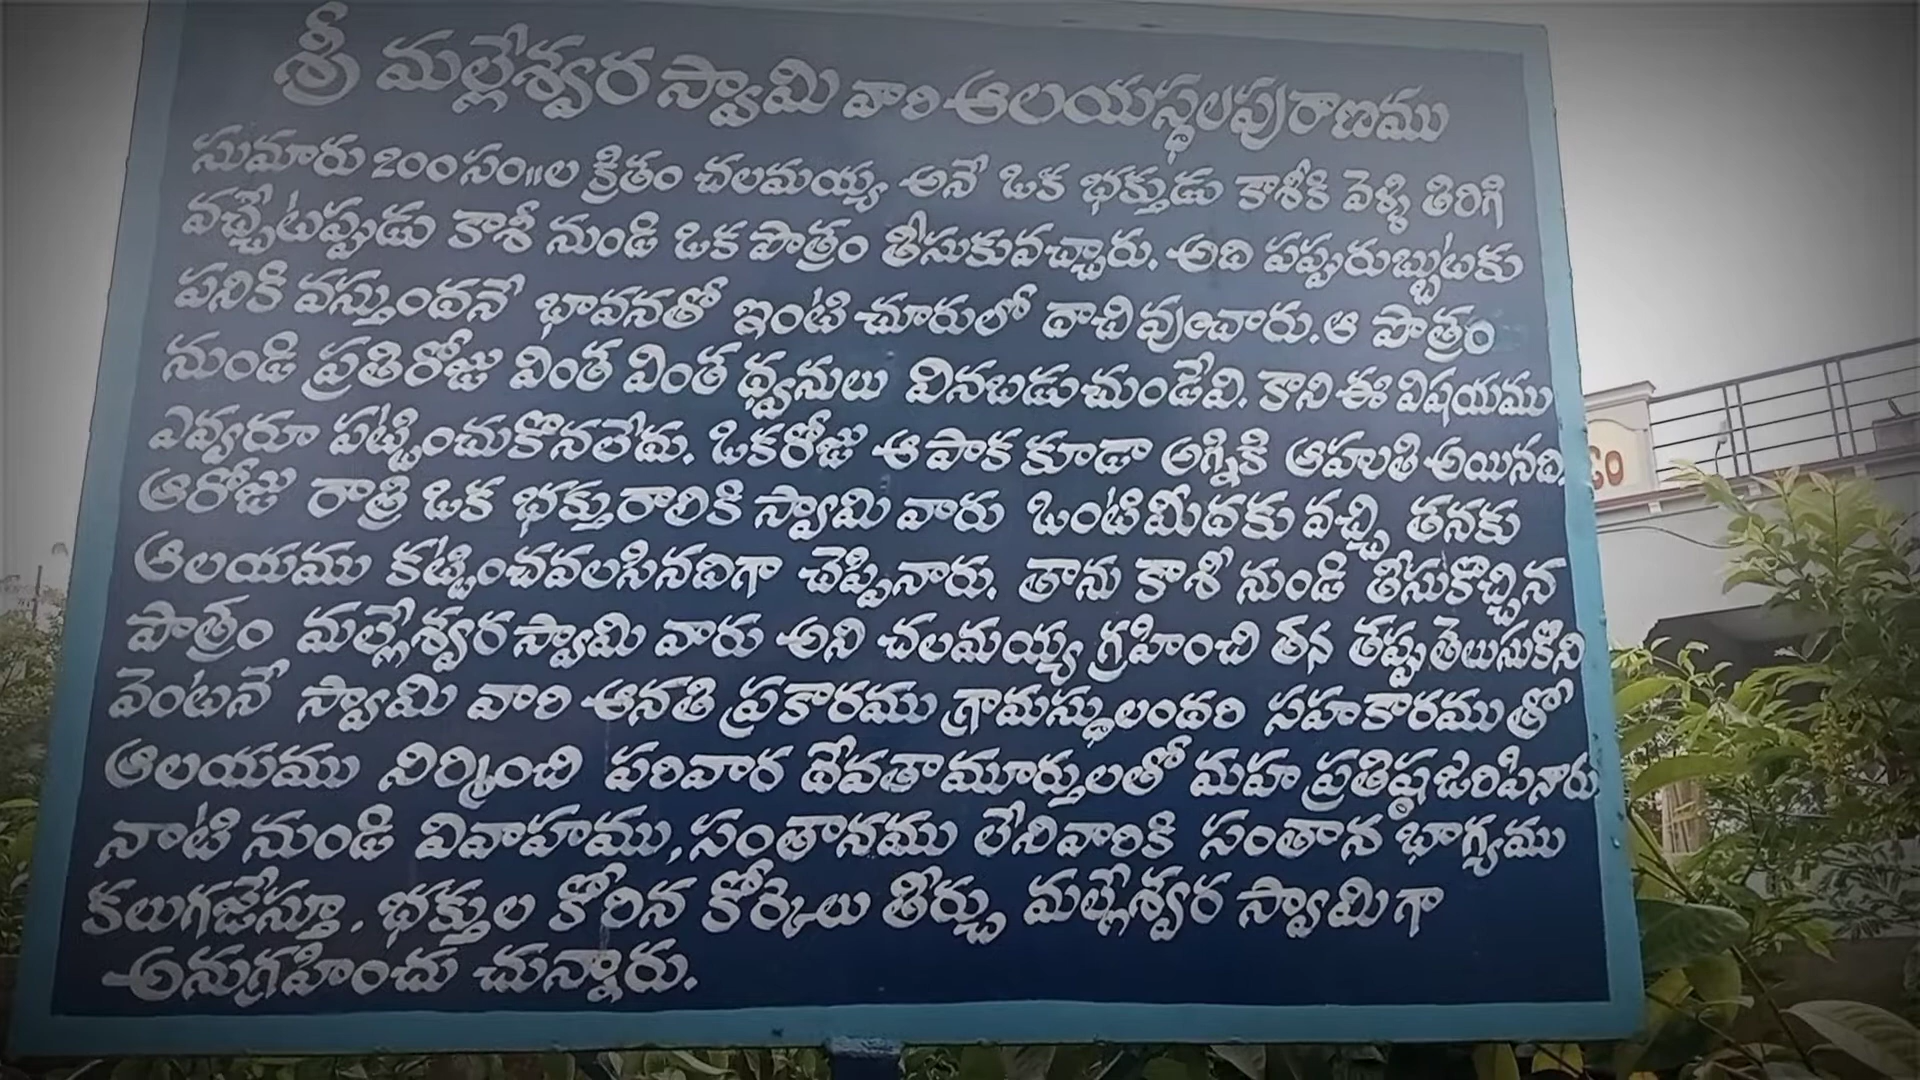 శ్రీ మల్లేశ్వర స్వామి వారి ఆలయస్థలపురాణము
సుమారు 200సం॥ల క్రితం చలమయ్య అనే ఒక భక్తుడు కాశీకి వెళ్ళి తిరిగి
వచ్చేటప్పుడు కాశీ నుండి ఒక పాత్రం తీసుకువచ్చారు. అది పప్పురుబ్బుటకు
పనికి వస్తుందనే భావనతో ఇంటి చూరులో దాచి వుంచారు. ఆ పాత్రం
నుండి ప్రతిరోజు వింత వింత ధ్వనులు వినబడుచుండేవి. కాని ఈ విషయము
ఎవ్వరూ పట్టించుకొనలేదు. ఒకరోజు ఆ పాక కూడా అగ్నికి ఆహుతి అయినది.
ఆరోజు రాత్రి ఒక భక్తురాలికి స్వామి వారు ఒంటిమీదకు వచ్చి తనకు
ఆలయము కట్టించవలసినదిగా చెప్పినారు. తాను కాశీ నుండి తీసుకొచ్చిన
పాత్రం మల్లేశ్వర స్వామి వారు అని చలమయ్య గ్రహించి తన తప్పు తెలుసుకొని
వెంటనే స్వామి వారి ఆనతి ప్రకారము గ్రామస్థులందరి సహకారముతో
ఆలయము నిర్మించి పరివార దేవతా మూర్తులతో మహ ప్రతిష్ఠ జరిపినారు
నాటి నుండి వివాహము, సంతానము లేనివారికి సంతాన భాగ్యము
కలుగజేస్తూ. భక్తుల కోరిన కోర్కెలు తీర్చు మల్లేశ్వర స్వామి గా
అనుగ్రహించు చున్నారు.